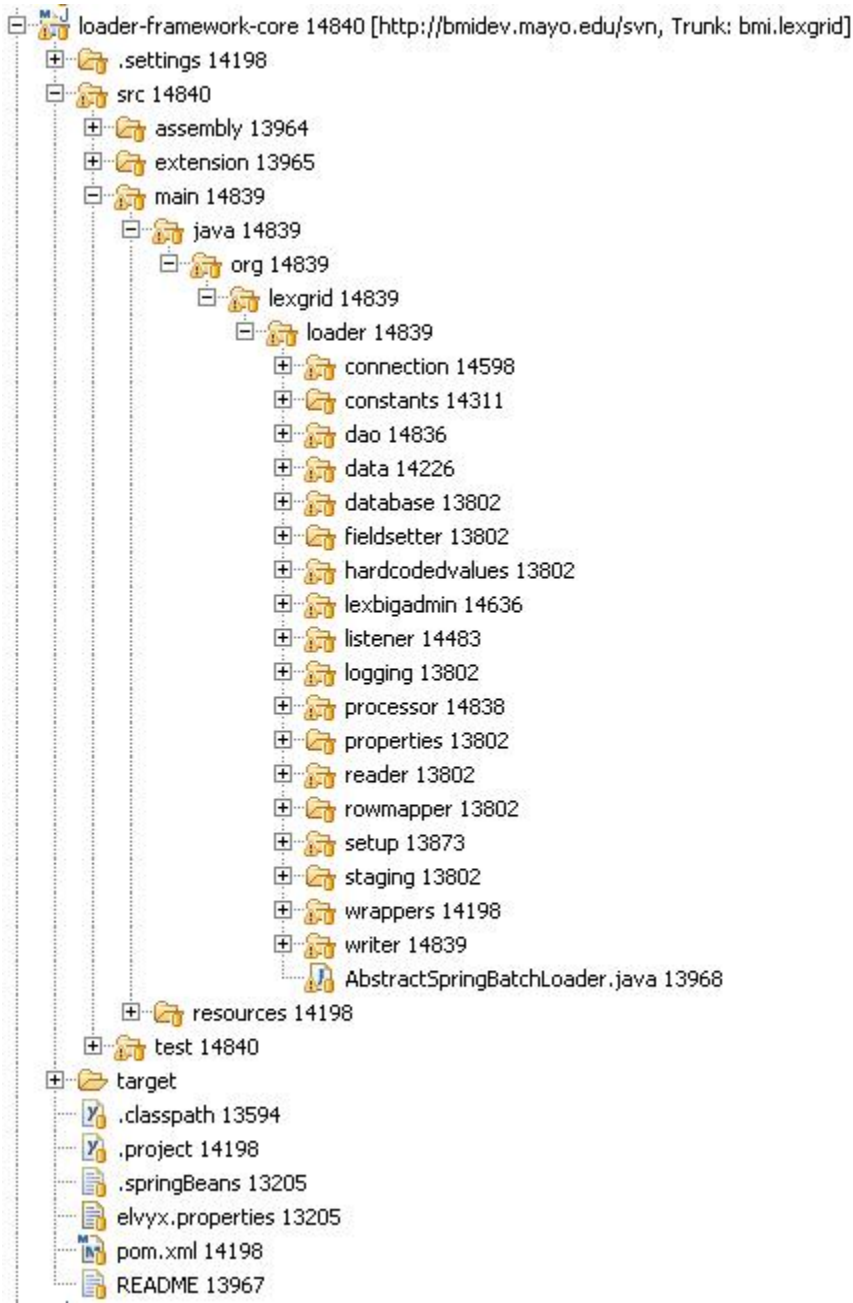 loader-framework-core 14840 [http://bmidev.mayo.edu/svn, Trunk: bmi.lexgrid]
.settings 14198
src 14840
assembly 13964
extension 13965
main 14839
java 14839
org 14839
lexgrid 14839
loader 14839
connection 14598
constants 14311
dao 14836
data 14226
database 13802
fieldsetter 13802
hardcodedvalues 13802
lexbigadmin 14636
listener 14483
logging 13802
processor 14838
properties 13802
reader 13802
rowmapper 13802
setup 13873
staging 13802
wrappers 14198
writer 14839
AbstractSpringBatchLoader.java 13968
resources 14198
test 14840
target
.classpath 13594
.project 14198
.springBeans 13205
elvyx.properties 13205
pom.xml 14198
README 13967